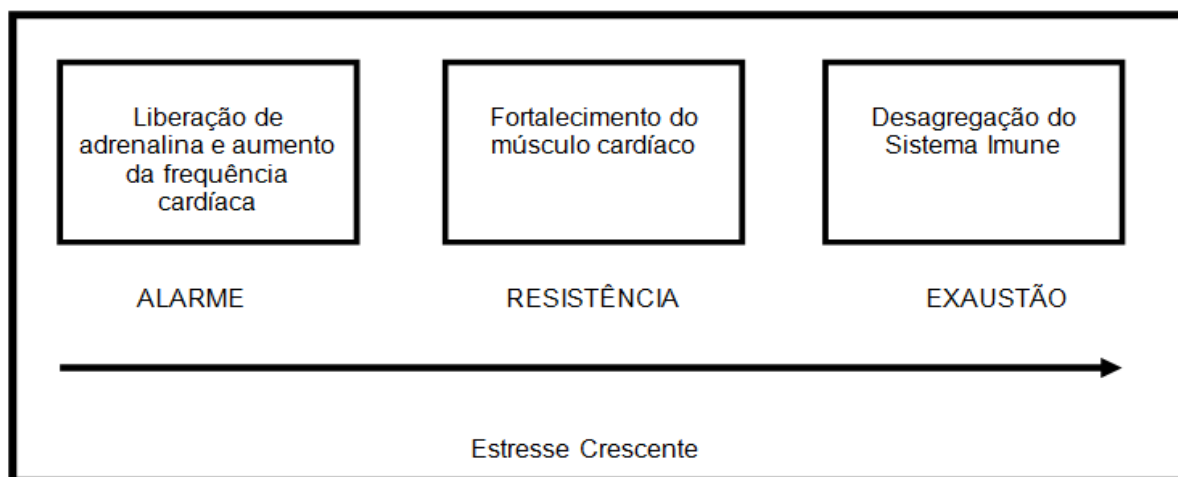 Liberação de
adrenalina e aumento
da frequência
cardíaca
Fortalecimento do
músculo cardíaco
Desagregação do
Sistema Imune
ALARME
RESISTÊNCIA
EXAUSTÃO
Estresse Crescente